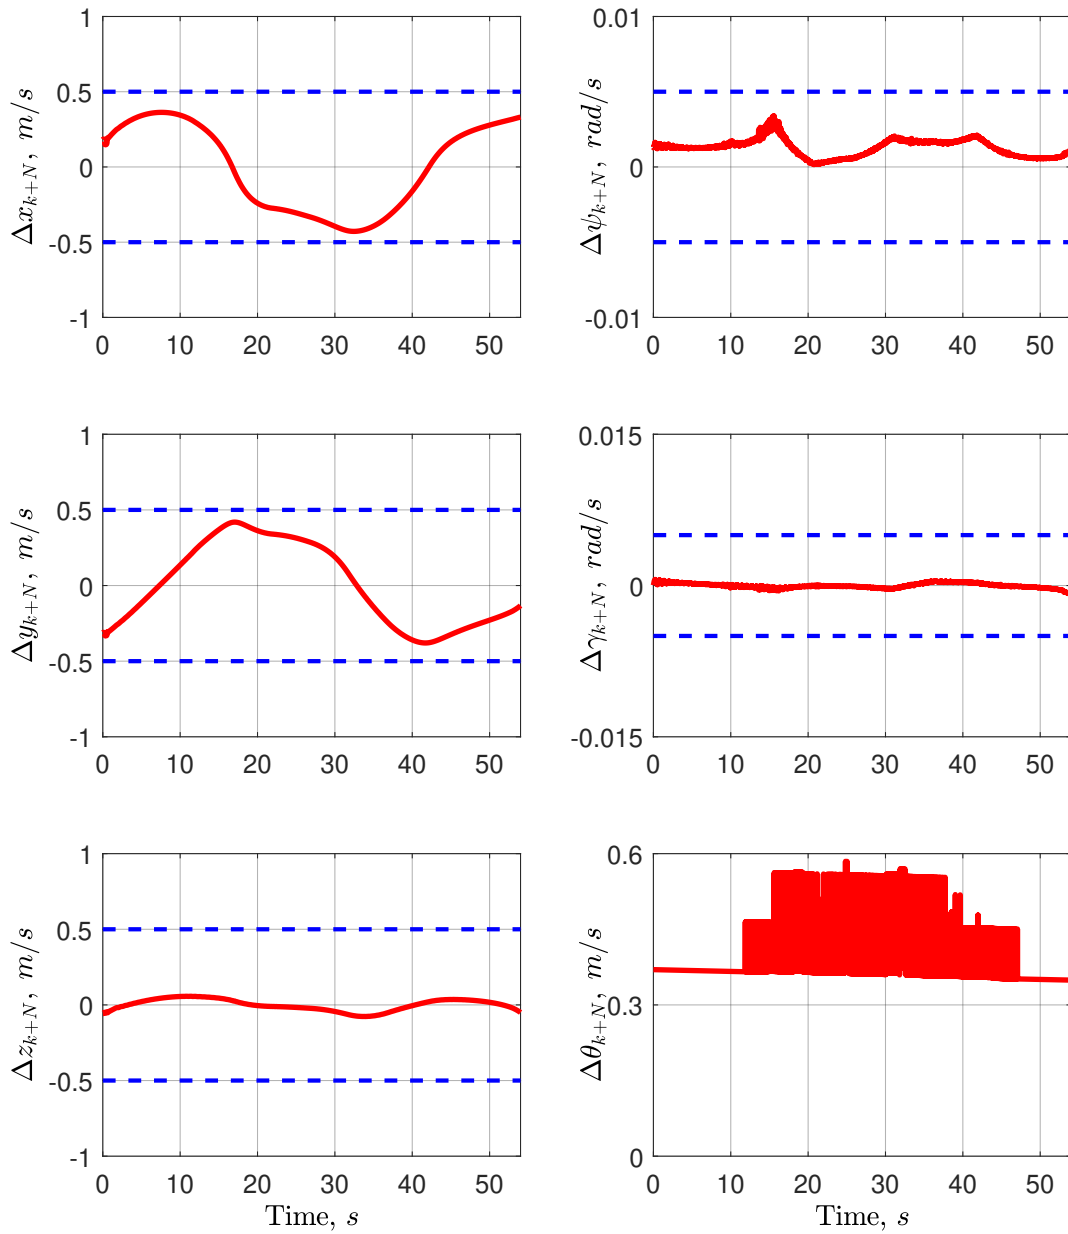 1
0.5
0
-0.5
-1
0 10 20 30 40 50
Δx_{k+N}, m/s
0.01
0
-0.01
0 10 20 30 40 50
Δψ_{k+N}, rad/s
1
0.5
0
-0.5
-1
0 10 20 30 40 50
Δy_{k+N}, m/s
0.015
0
-0.015
0 10 20 30 40 50
Δγ_{k+N}, rad/s
1
0.5
0
-0.5
-1
0 10 20 30 40 50
Δz_{k+N}, m/s
Time, s
0.6
0.3
0
0 10 20 30 40 50
Δθ_{k+N}, m/s
Time, s